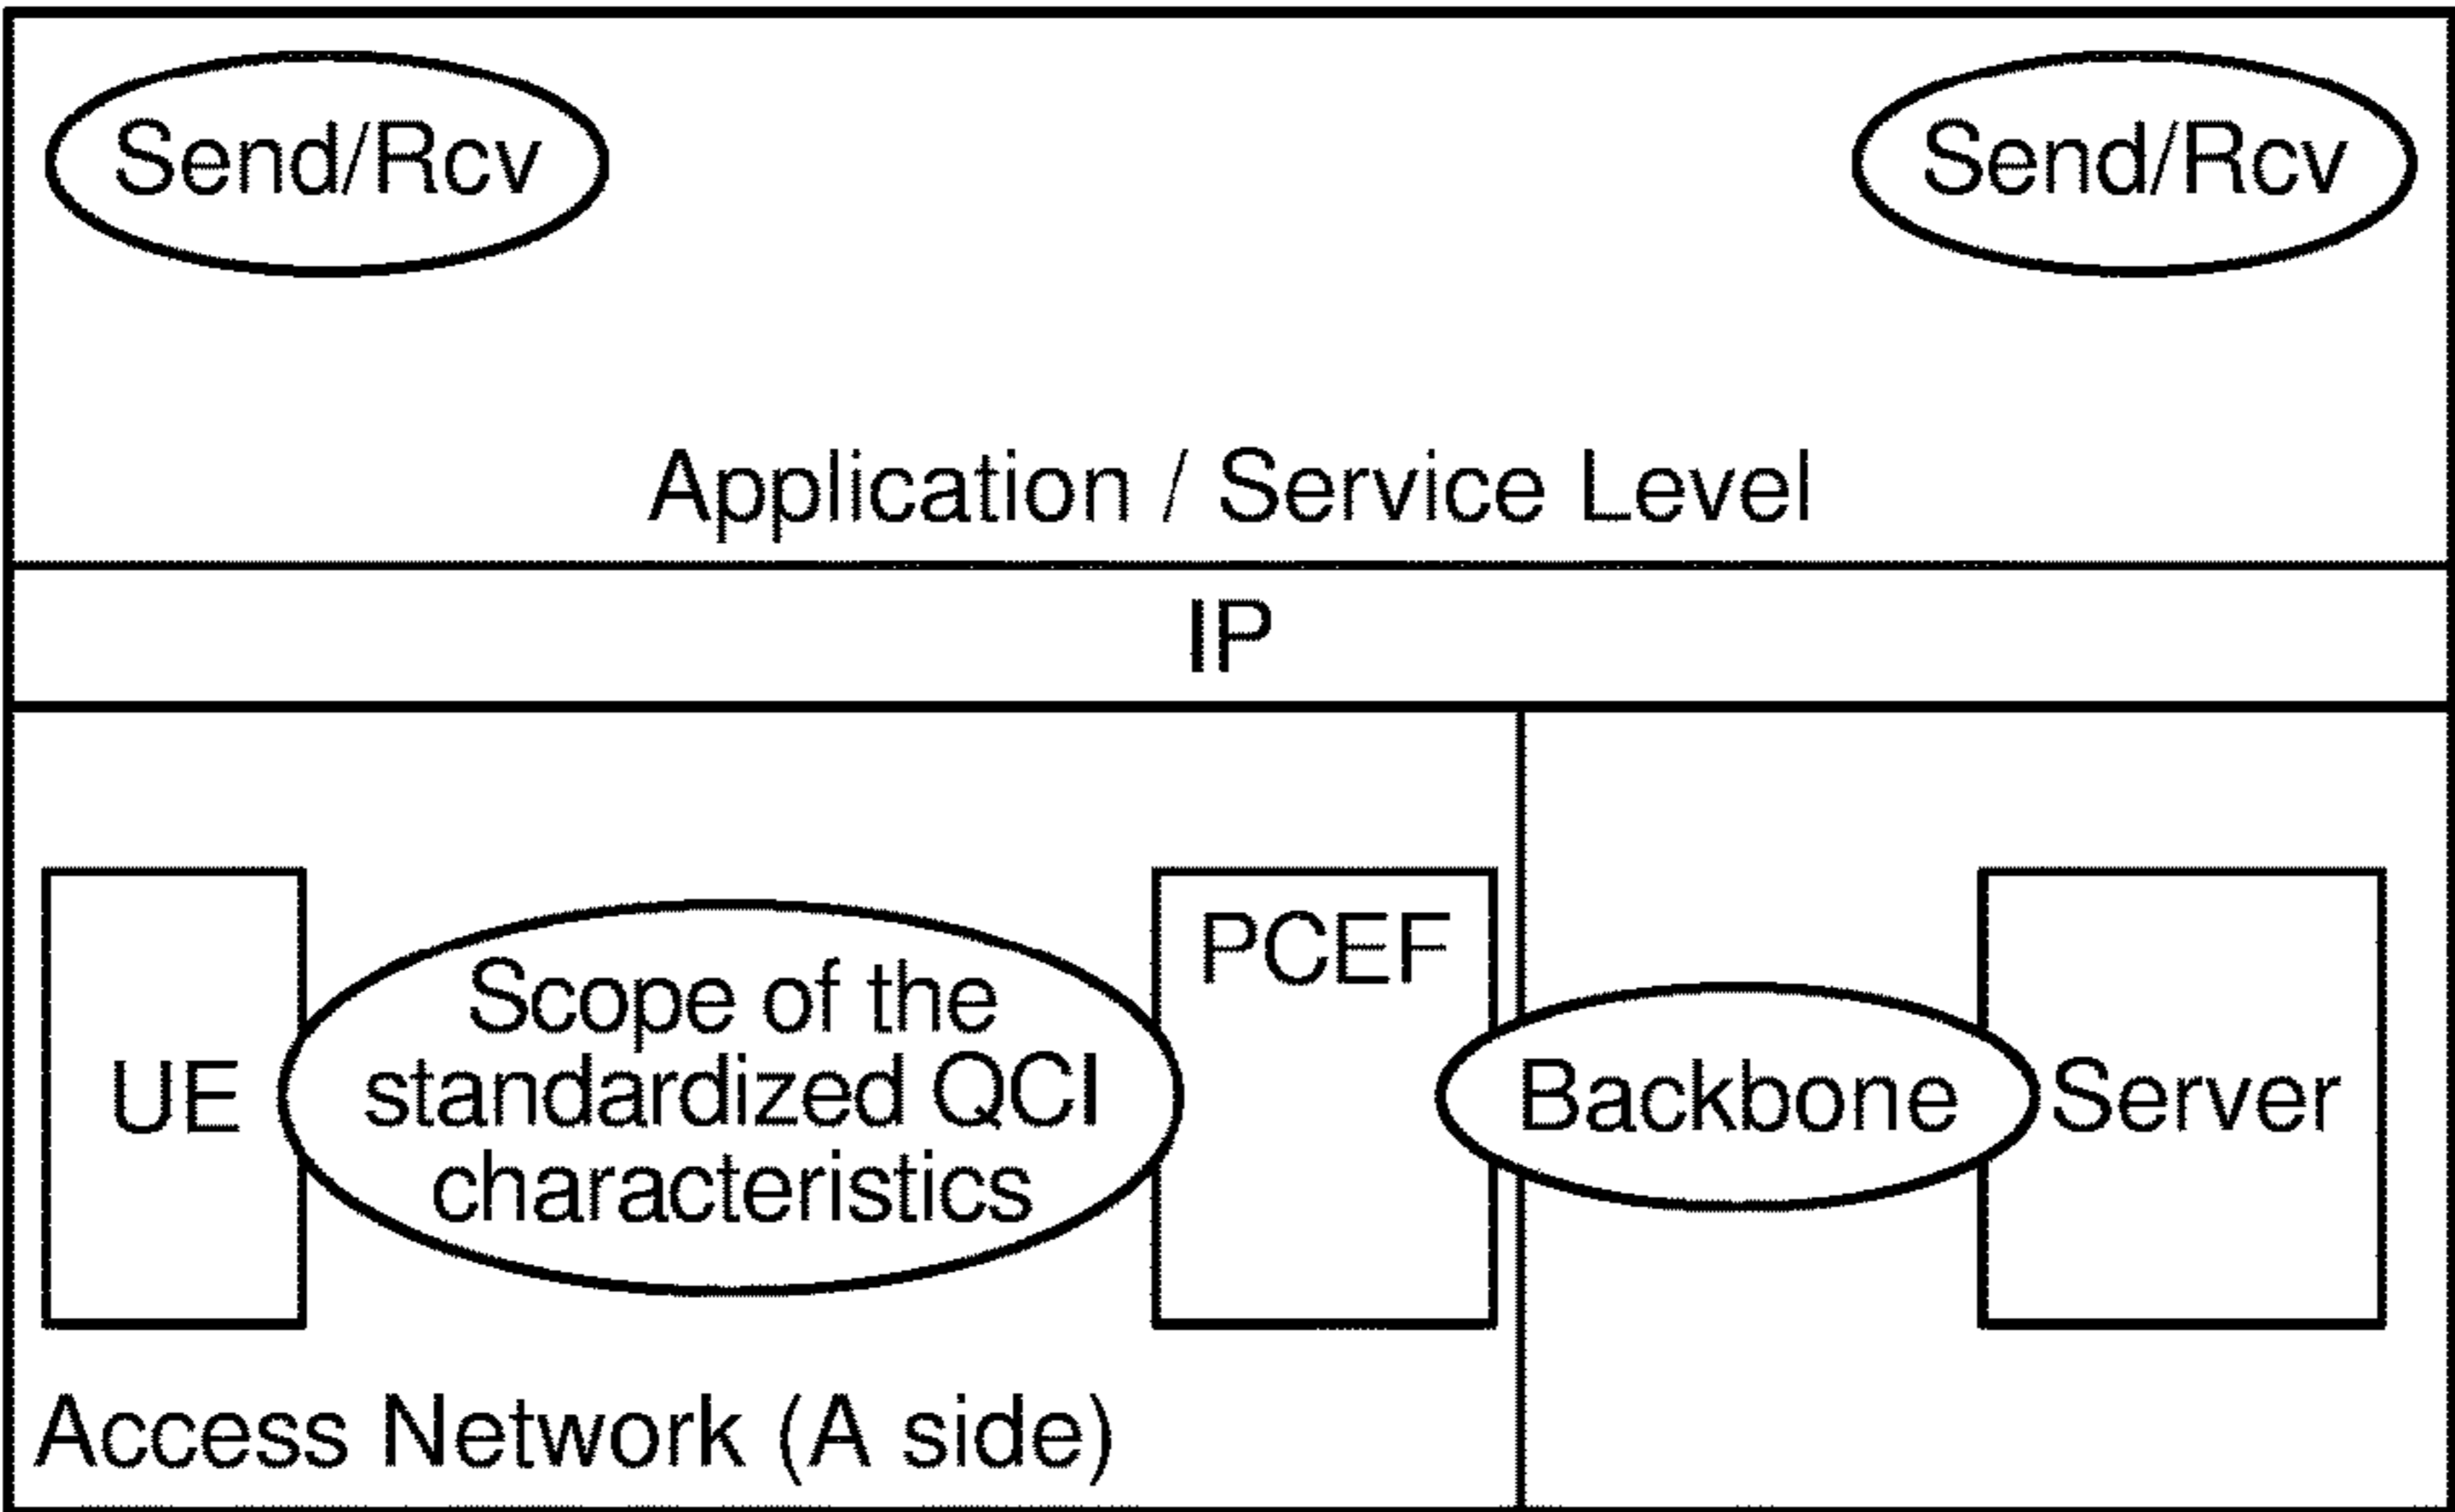 Send/Rcv
Send/Rcv
Application / Service Level
IP
UE
Scope of the
standardized QCI
characteristics
PCEF
Backbone
Server
Access Network (A side)